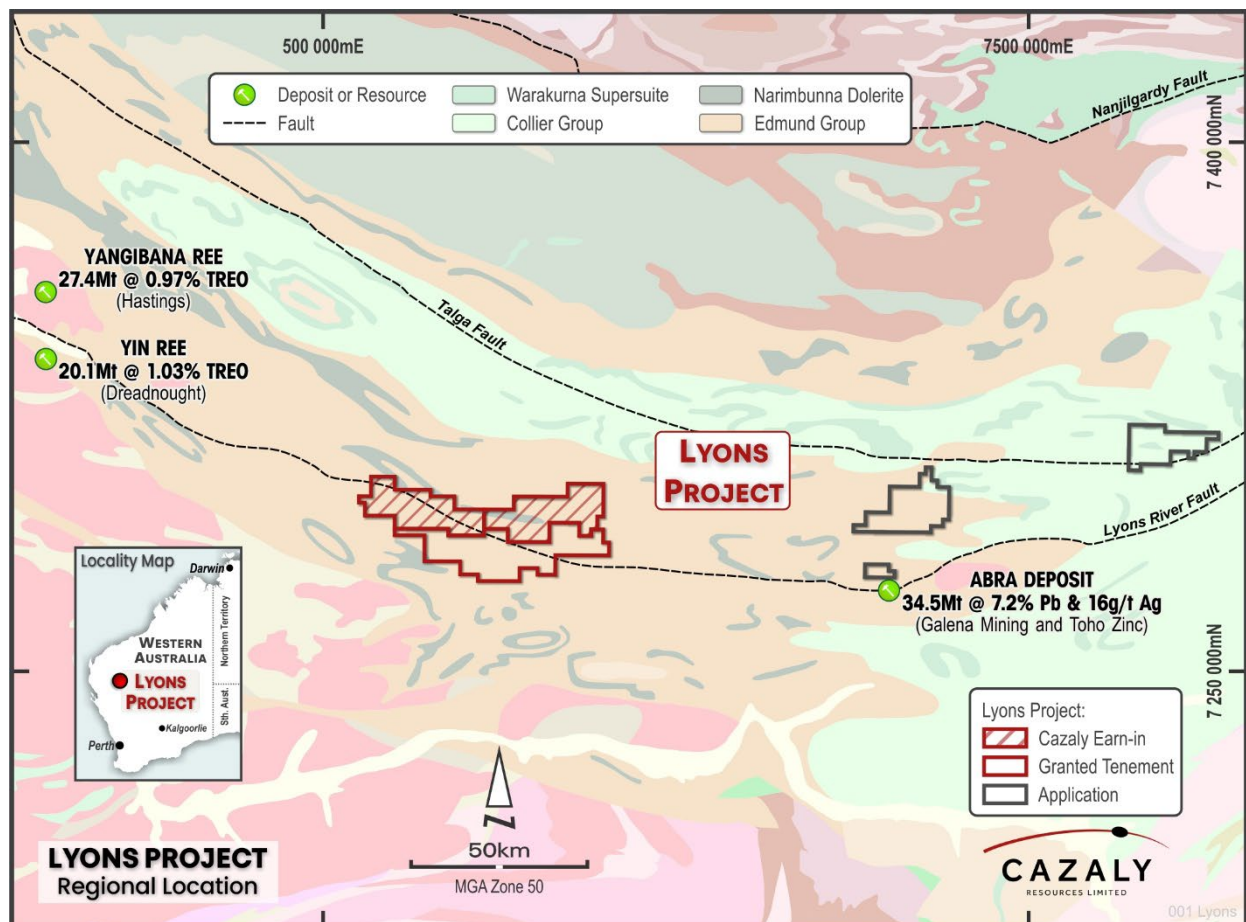 500 000mE
7500 000mE
Deposit or Resource
Warakurna Supersuite
Narimbunna Dolerite
Fault
Collier Group
Edmund Group
Nanjilgardy Fault
7 400 000mN
YANGIBANA REE
27.4Mt @ 0.97% TREO
(Hastings)
YIN REE
20.1Mt @ 1.03% TREO
(Dreadnought)
Talga Fault
LYONS
PROJECT
Lyons River Fault
ABRA DEPOSIT
34.5Mt @ 7.2% Pb & 16g/t Ag
(Galena Mining and Toho Zinc)
7 250 000mN
Locality Map
Darwin
WESTERN
AUSTRALIA
Northern Territory
LYONS
PROJECT
Sth. Aust.
Kalgoorlie
Perth
Lyons Project:
Cazaly Earn-in
Granted Tenement
Application
N
50km
MGA Zone 50
LYONS PROJECT
Regional Location
CAZALY
RESOURCES LIMITED
001 Lyons